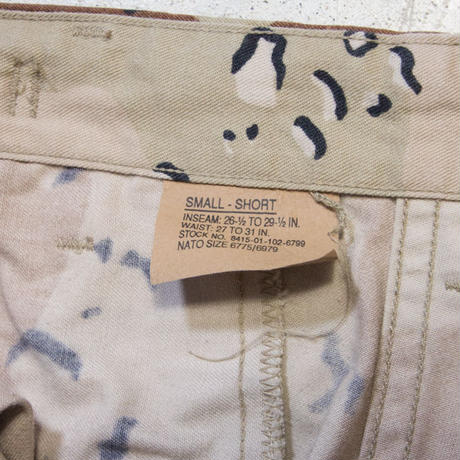 SMALL - SHORT
INSEAM: 26-½ TO 29-½ IN.
WAIST: 27 TO 31 IN.
STOCK NO. 8415-01-102-6799
NATO SIZE 6775/6979